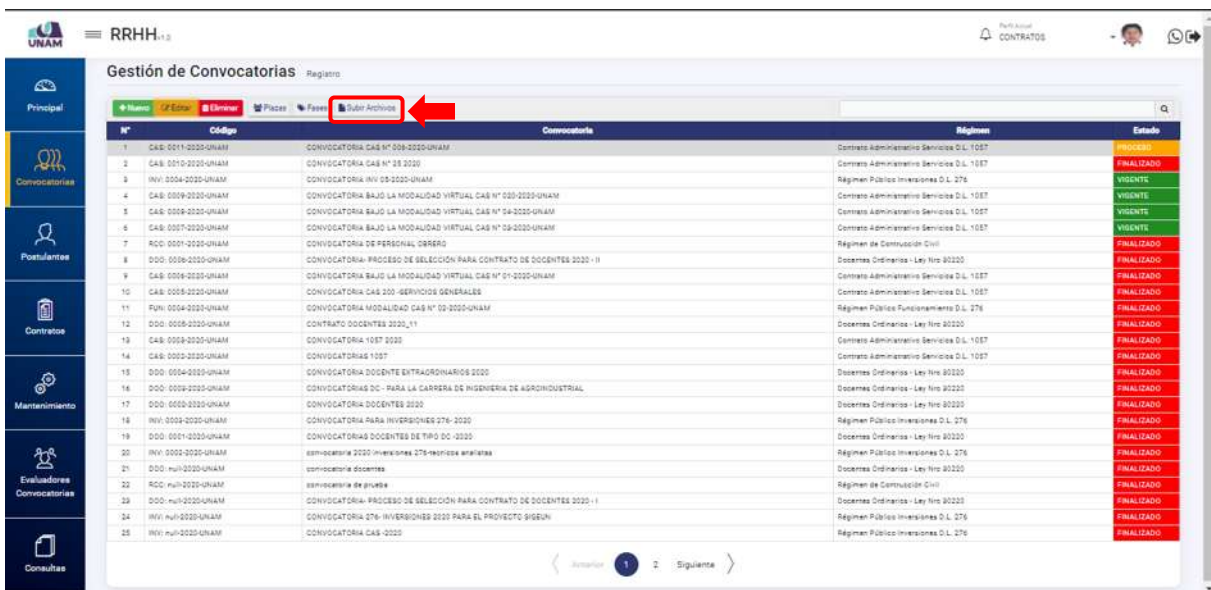 UNAM
RRHH v1.0
Perfil Actual
CONTRATOS
Gestión de Convocatorias Registro
Principal
Convocatorias
Postulantes
Contratos
Mantenimiento
Evaluadores
Convocatorias
Consultas
Nuevo Editar Eliminar Plazas Fases Subir Archivos
N° Código Convocatoria Régimen Estado
1 CAS: 0011-2020-UNAM CONVOCATORIA CAS N° 006-2020-UNAM Contrato Administrativo Servicios D.L. 1057 PROCESO
2 CAS: 0010-2020-UNAM CONVOCATORIA CAS N° 25 2020 Contrato Administrativo Servicios D.L. 1057 FINALIZADO
3 INV: 0004-2020-UNAM CONVOCATORIA INV 05-2020-UNAM Régimen Público Inversiones D.L. 276 VIGENTE
4 CAS: 0009-2020-UNAM CONVOCATORIA BAJO LA MODALIDAD VIRTUAL CAS N° 020-2020-UNAM Contrato Administrativo Servicios D.L. 1057 VIGENTE
5 CAS: 0008-2020-UNAM CONVOCATORIA BAJO LA MODALIDAD VIRTUAL CAS N° 04-2020-UNAM Contrato Administrativo Servicios D.L. 1057 VIGENTE
6 CAS: 0007-2020-UNAM CONVOCATORIA BAJO LA MODALIDAD VIRTUAL CAS N° 03-2020-UNAM Contrato Administrativo Servicios D.L. 1057 VIGENTE
7 RCC: 0001-2020-UNAM CONVOCATORIA DE PERSONAL OBRERO Régimen de Contrucción Civil FINALIZADO
8 DOO: 0006-2020-UNAM CONVOCATORIA- PROCESO DE SELECCIÓN PARA CONTRATO DE DOCENTES 2020 - II Docentes Ordinarios - Ley Nro 30220 FINALIZADO
9 CAS: 0006-2020-UNAM CONVOCATORIA BAJO LA MODALIDAD VIRTUAL CAS N° 01-2020-UNAM Contrato Administrativo Servicios D.L. 1057 FINALIZADO
10 CAS: 0005-2020-UNAM CONVOCATORIA CAS 200 -SERVICIOS GENERALES Contrato Administrativo Servicios D.L. 1057 FINALIZADO
11 FUN: 0004-2020-UNAM CONVOCATORIA MODALIDAD CAS N° 02-2020-UNAM Régimen Público Funcionamiento D.L. 276 FINALIZADO
12 DOO: 0005-2020-UNAM CONTRATO DOCENTES 2020_11 Docentes Ordinarios - Ley Nro 30220 FINALIZADO
13 CAS: 0003-2020-UNAM CONVOCATORIA 1057 2020 Contrato Administrativo Servicios D.L. 1057 FINALIZADO
14 CAS: 0002-2020-UNAM CONVOCATORIAS 1057 Contrato Administrativo Servicios D.L. 1057 FINALIZADO
15 DOO: 0004-2020-UNAM CONVOCATORIA DOCENTE EXTRAORDINARIOS 2020 Docentes Ordinarios - Ley Nro 30220 FINALIZADO
16 DOO: 0003-2020-UNAM CONVOCATORIAS DC - PARA LA CARRERA DE INGENIERIA DE AGROINDUSTRIAL Docentes Ordinarios - Ley Nro 30220 FINALIZADO
17 DOO: 0002-2020-UNAM CONVOCATORIA DOCENTES 2020 Docentes Ordinarios - Ley Nro 30220 FINALIZADO
18 INV: 0003-2020-UNAM CONVOCATORIA PARA INVERSIONES 276- 2020 Régimen Público Inversiones D.L. 276 FINALIZADO
19 DOO: 0001-2020-UNAM CONVOCATORIAS DOCENTES DE TIPO DC -2020 Docentes Ordinarios - Ley Nro 30220 FINALIZADO
20 INV: 0002-2020-UNAM convocatoria 2020 inversiones 276-tecnicos analistas Régimen Público Inversiones D.L. 276 FINALIZADO
21 DOO: null-2020-UNAM convocatoria docentes Docentes Ordinarios - Ley Nro 30220 FINALIZADO
22 RCC: null-2020-UNAM convocatoria de prueba Régimen de Contrucción Civil FINALIZADO
23 DOO: null-2020-UNAM CONVOCATORIA- PROCESO DE SELECCIÓN PARA CONTRATO DE DOCENTES 2020 - I Docentes Ordinarios - Ley Nro 30220 FINALIZADO
24 INV: null-2020-UNAM CONVOCATORIA 276- INVERSIONES 2020 PARA EL PROYECTO SIGEUN Régimen Público Inversiones D.L. 276 FINALIZADO
25 INV: null-2020-UNAM CONVOCATORIA CAS -2020 Régimen Público Inversiones D.L. 276 FINALIZADO
Anterior 1 2 Siguiente